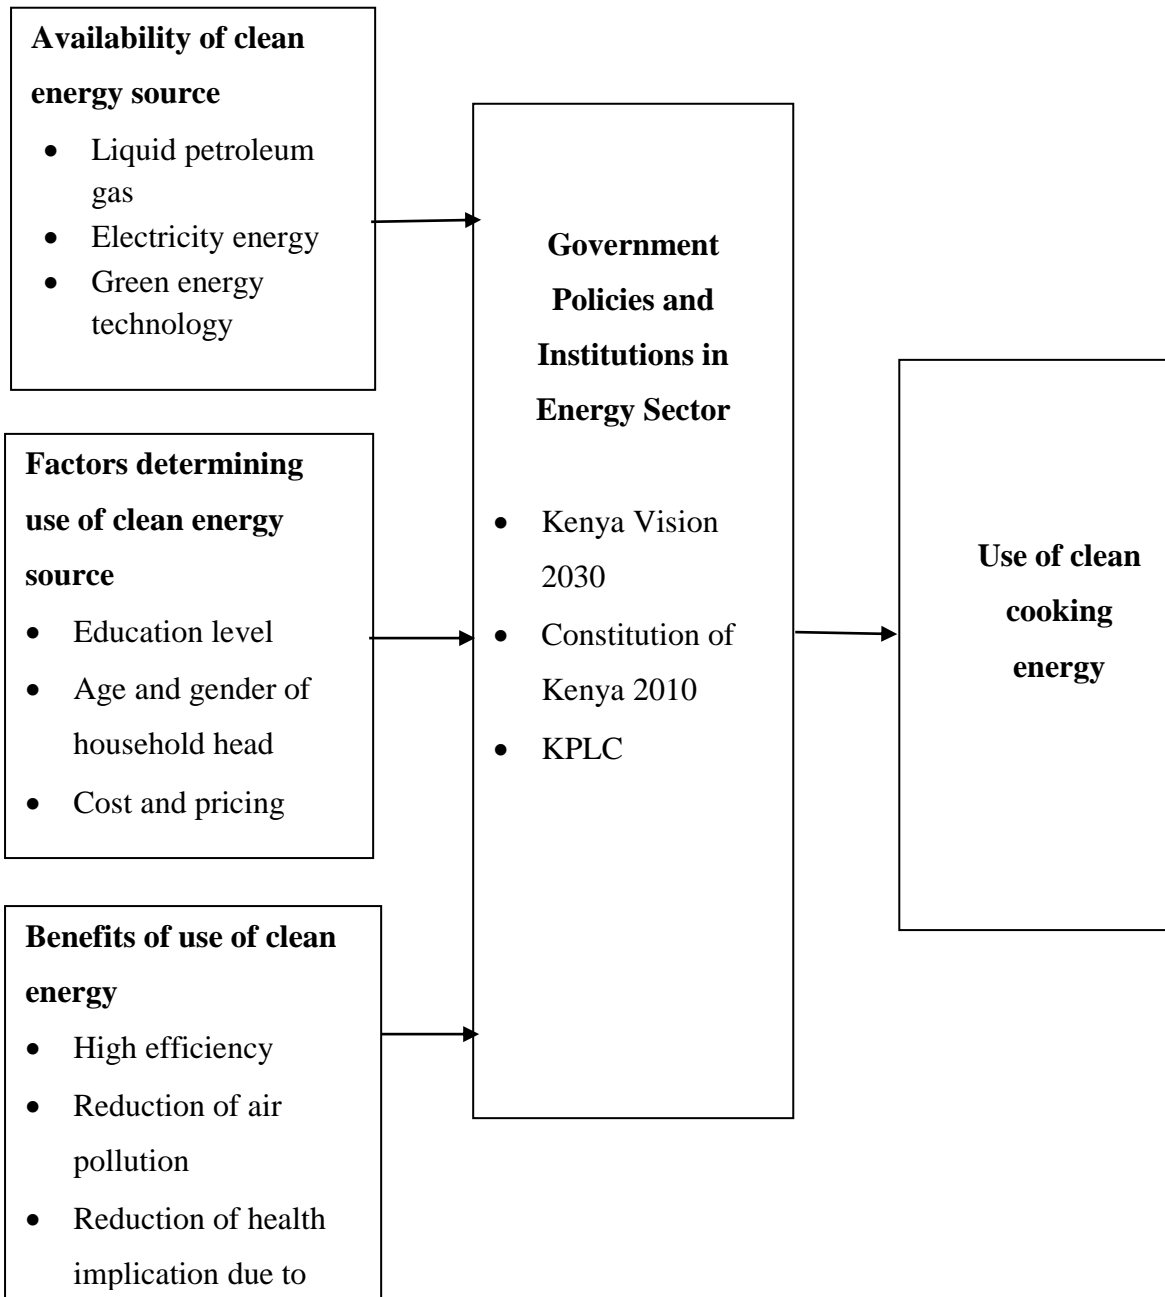 Availability of clean
energy source
• Liquid petroleum
gas
• Electricity energy
• Green energy
technology
Factors determining
use of clean energy
source
• Education level
• Age and gender of
household head
• Cost and pricing
Benefits of use of clean
energy
• High efficiency
• Reduction of air
pollution
• Reduction of health
implication due to
Government
Policies and
Institutions in
Energy Sector
• Kenya Vision
2030
• Constitution of
Kenya 2010
• KPLC
Use of clean
cooking
energy